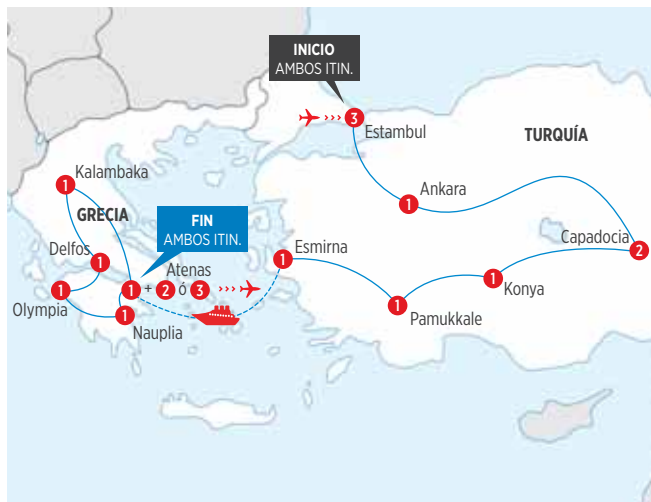 INICIO
AMBOS ITIN.
3
Estambul
TURQUÍA
1
Kalambaka
1
Ankara
GRECIA
FIN
AMBOS ITIN.
Capadocia
2
Delfos
1
Esmirna
1
Atenas
1 + 2 ó 3
1
Konya
1
Olympia
1
Nauplia
1
Pamukkale
1